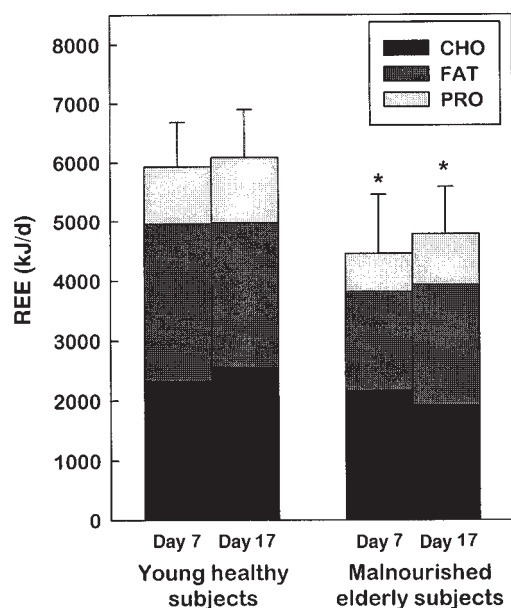 8000
7000
6000
5000
4000
3000
2000
1000
0
REE (kJ/d)
CHO
FAT
PRO
* *
Day 7 Day 17 Day 7 Day 17
Young healthy
subjects
Malnourished
elderly subjects